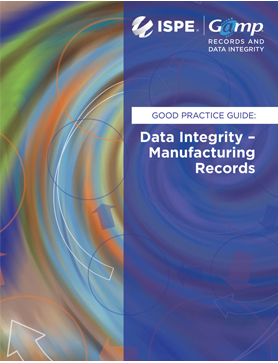 ISPE®
GAMP
RECORDS AND
DATA INTEGRITY
GOOD PRACTICE GUIDE:
Data Integrity –
Manufacturing
Records